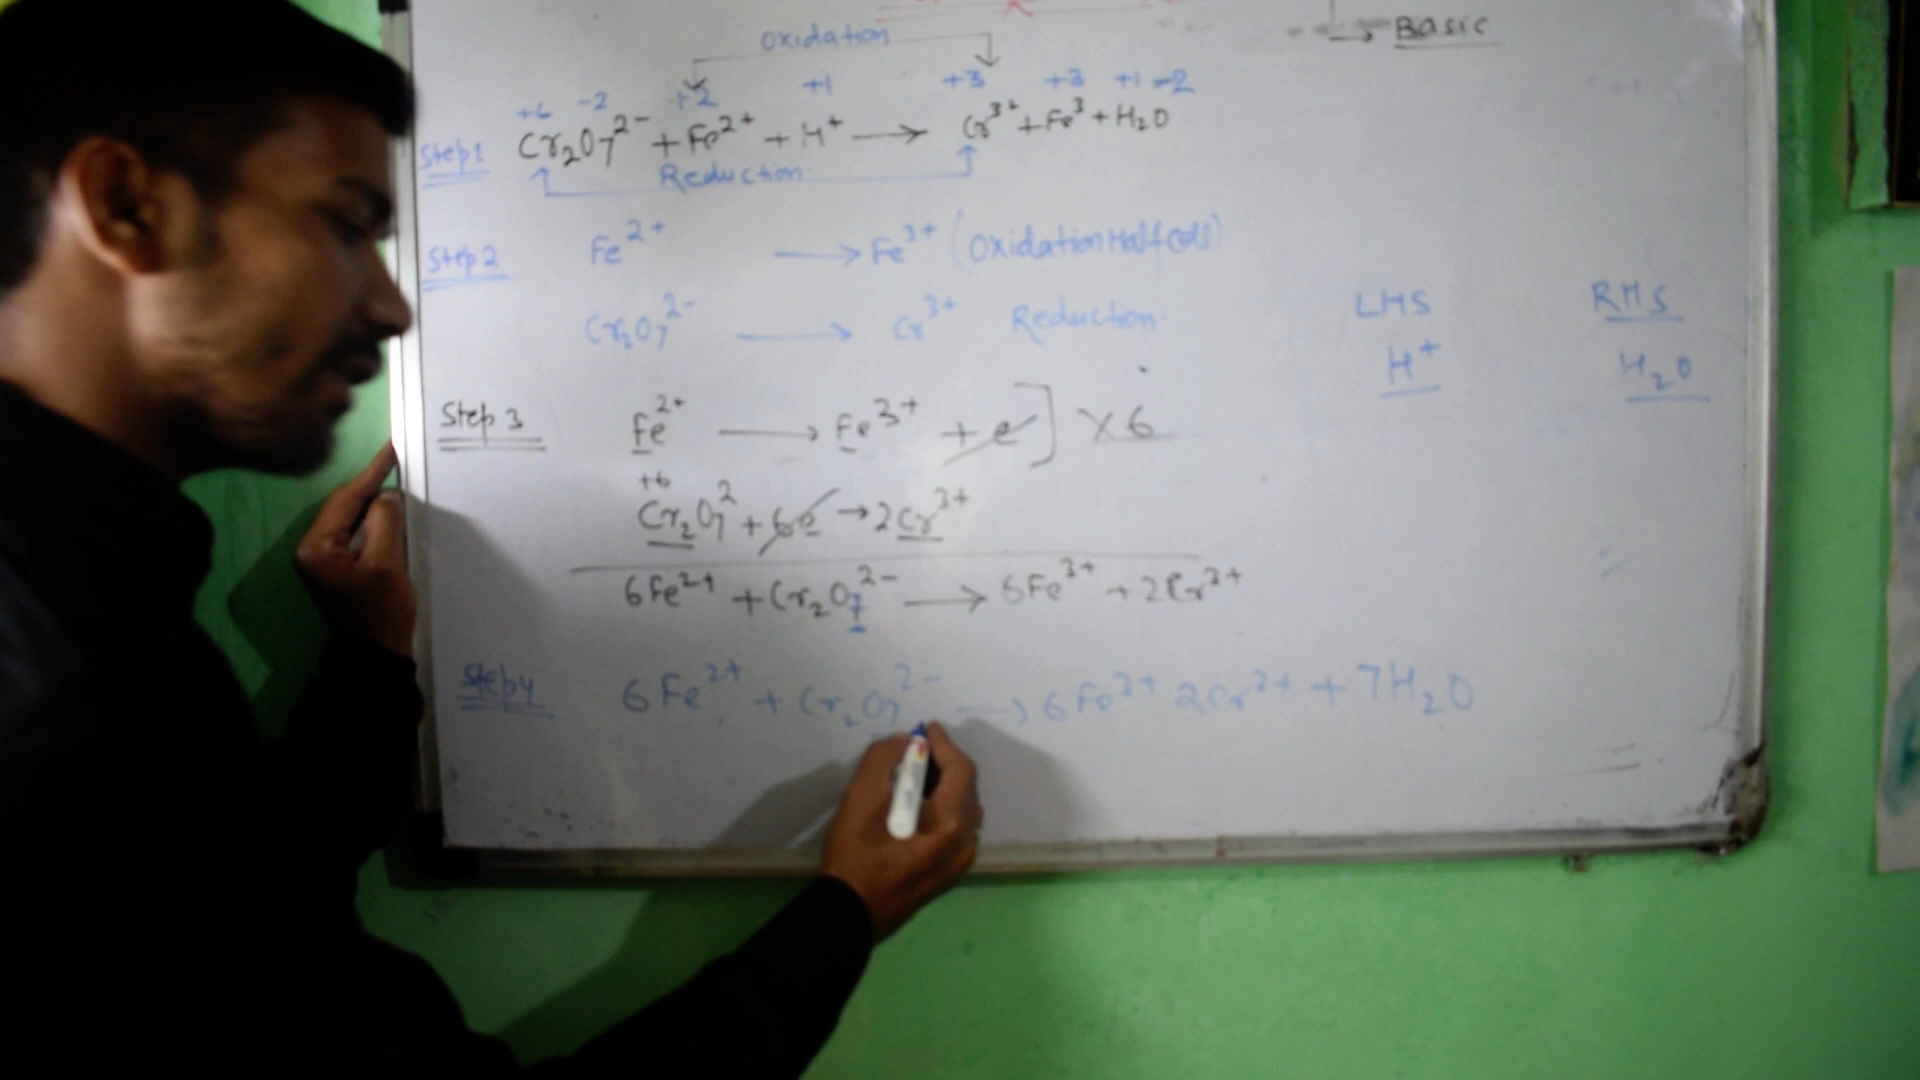 Basic
Oxidation
+6 -2 +2 +1 +3 +3 +1 -2
Step1 Cr₂O₇²⁻ + Fe²⁺ + H⁺ → Cr³⁺ + Fe³ + H₂O
Reduction
Step2 Fe²⁺ → Fe³⁺ (Oxidation Half Cell)
Cr₂O₇²⁻ → Cr³⁺ Reduction
LHS RHS
H⁺ H₂O
Step 3 Fe²⁺ → Fe³⁺ + e] × 6
+6
Cr₂O₇² + 6e → 2Cr³⁺
6Fe²⁺ + Cr₂O₇²⁻ → 6Fe³⁺ + 2Cr³⁺
Step4 6Fe²⁺ + Cr₂O₇²⁻ → 6Fe³⁺ 2Cr³⁺ + 7H₂O